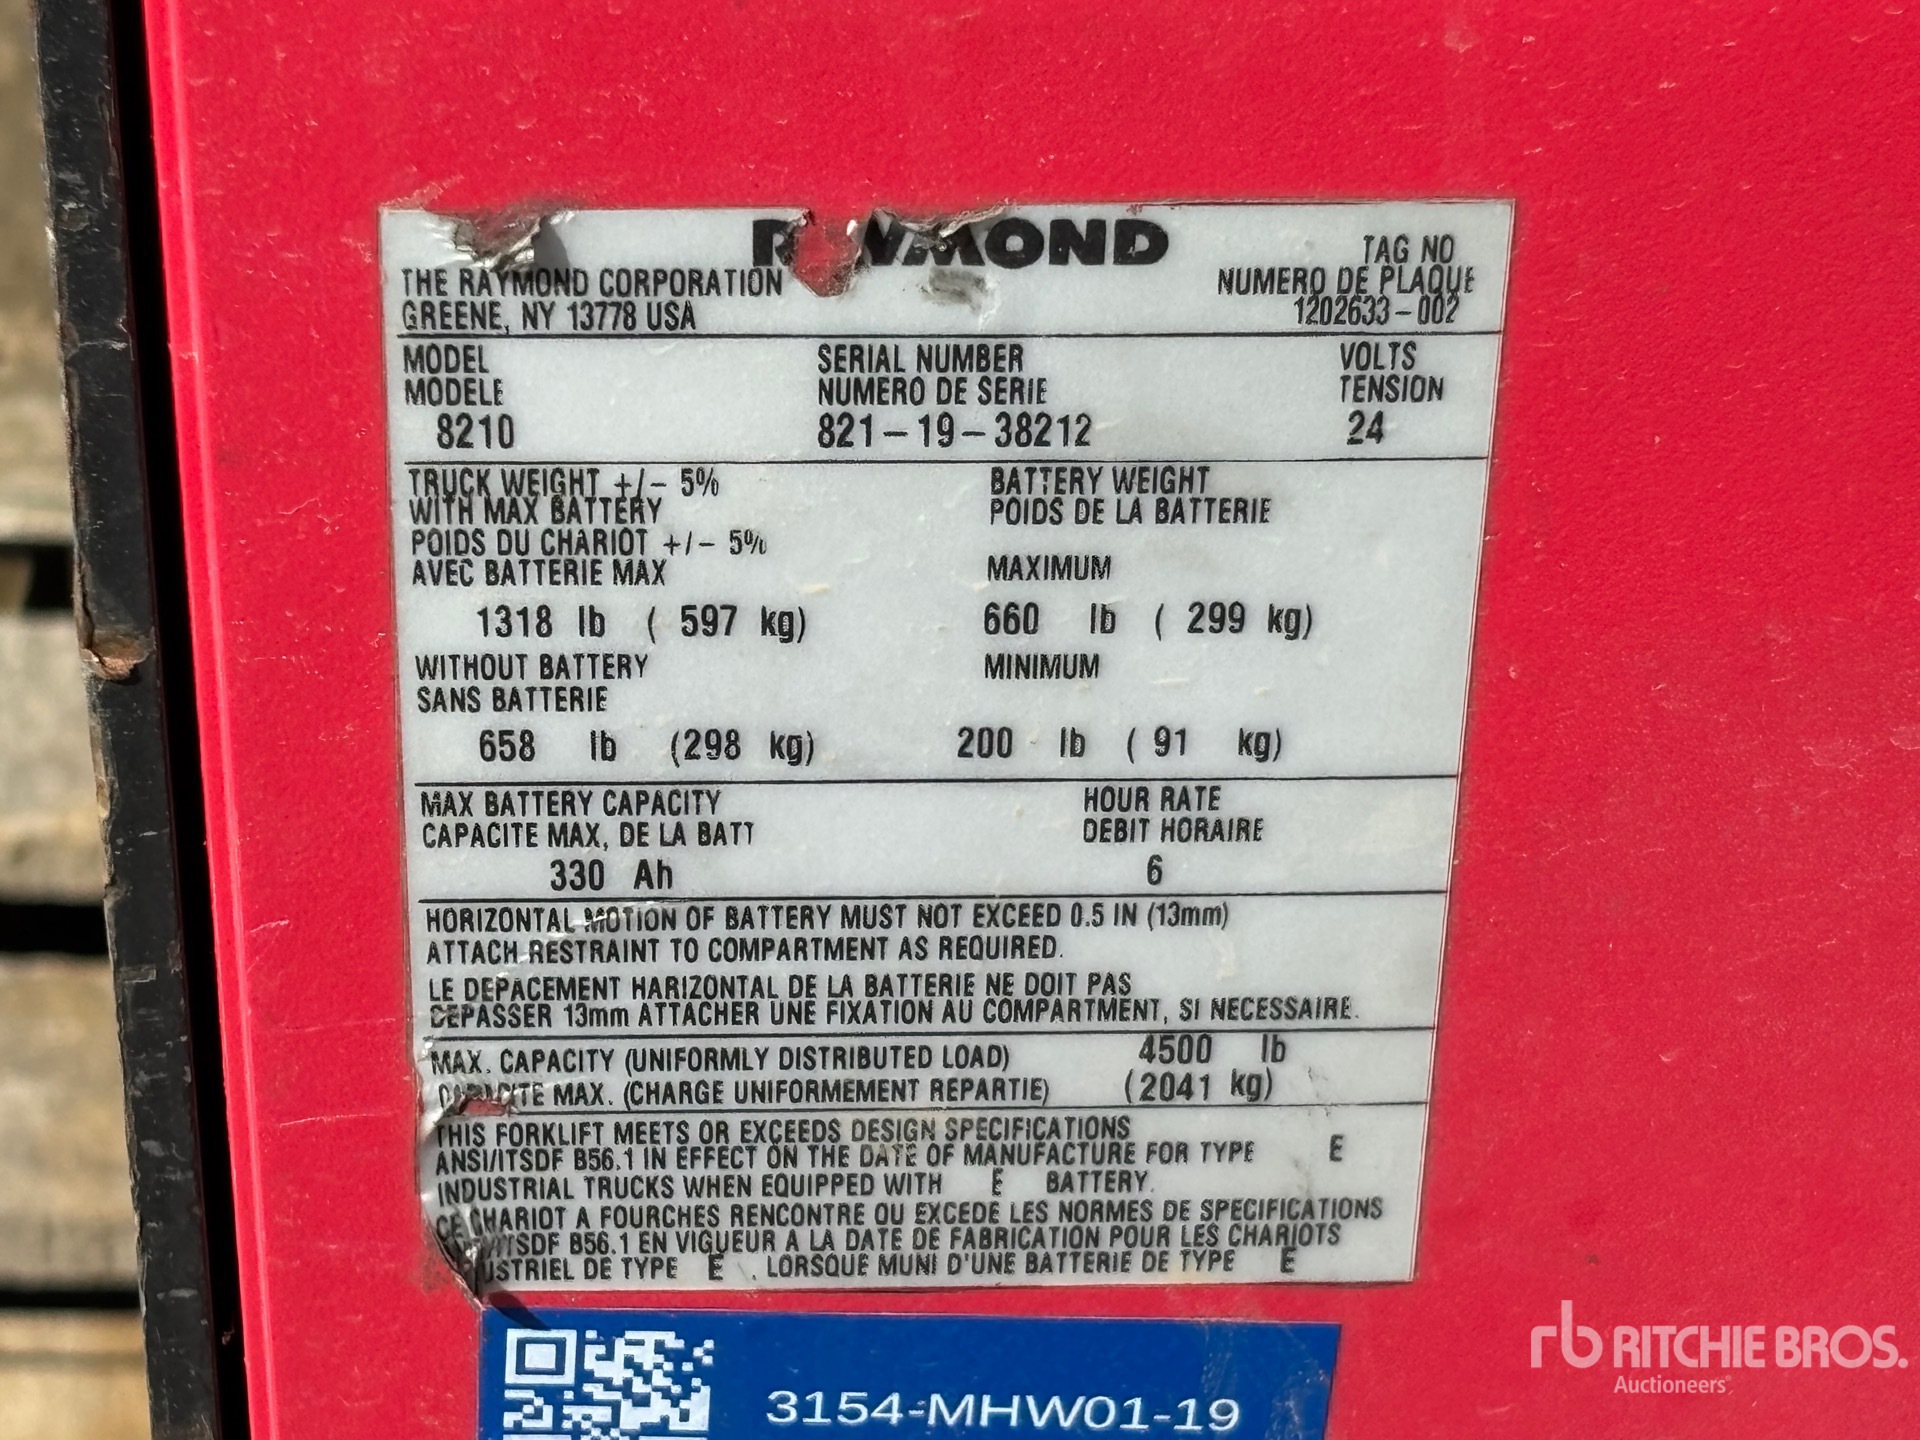 RAYMOND
THE RAYMOND CORPORATION
GREENE, NY 13778 USA
TAG NO
NUMERO DE PLAQUE
1202633-002
MODEL
MODELE
8210
SERIAL NUMBER
NUMERO DE SERIE
821-19-38212
VOLTS
TENSION
24
TRUCK WEIGHT +/- 5%
WITH MAX BATTERY
POIDS DU CHARIOT +/- 5%
AVEC BATTERIE MAX
1318 lb ( 597 kg)
WITHOUT BATTERY
SANS BATTERIE
658 lb (298 kg)
BATTERY WEIGHT
POIDS DE LA BATTERIE
MAXIMUM
660 lb ( 299 kg)
MINIMUM
200 lb ( 91 kg)
MAX BATTERY CAPACITY
CAPACITE MAX, DE LA BATT
330 Ah
HOUR RATE
DEBIT HORAIRE
6
HORIZONTAL MOTION OF BATTERY MUST NOT EXCEED 0.5 IN (13mm)
ATTACH RESTRAINT TO COMPARTMENT AS REQUIRED.
LE DEPACEMENT HARIZONTAL DE LA BATTERIE NE DOIT PAS
DEPASSER 13mm ATTACHER UNE FIXATION AU COMPARTMENT, SI NECESSAIRE.
MAX. CAPACITY (UNIFORMLY DISTRIBUTED LOAD) 4500 lb
CAPACITE MAX. (CHARGE UNIFORMEMENT REPARTIE) (2041 kg)
THIS FORKLIFT MEETS OR EXCEEDS DESIGN SPECIFICATIONS
ANSI/ITSDF B56.1 IN EFFECT ON THE DATE OF MANUFACTURE FOR TYPE E
INDUSTRIAL TRUCKS WHEN EQUIPPED WITH E BATTERY.
CE CHARIOT A FOURCHES RENCONTRE OU EXCEDE LES NORMES DE SPECIFICATIONS
B56.1 EN VIGUEUR A LA DATE DE FABRICATION POUR LES CHARIOTS
DE TYPE E . LORSQUE MUNI D'UNE BATTERIE DE TYPE E
3154-MHW01-19
rb RITCHIE BROS.
Auctioneers